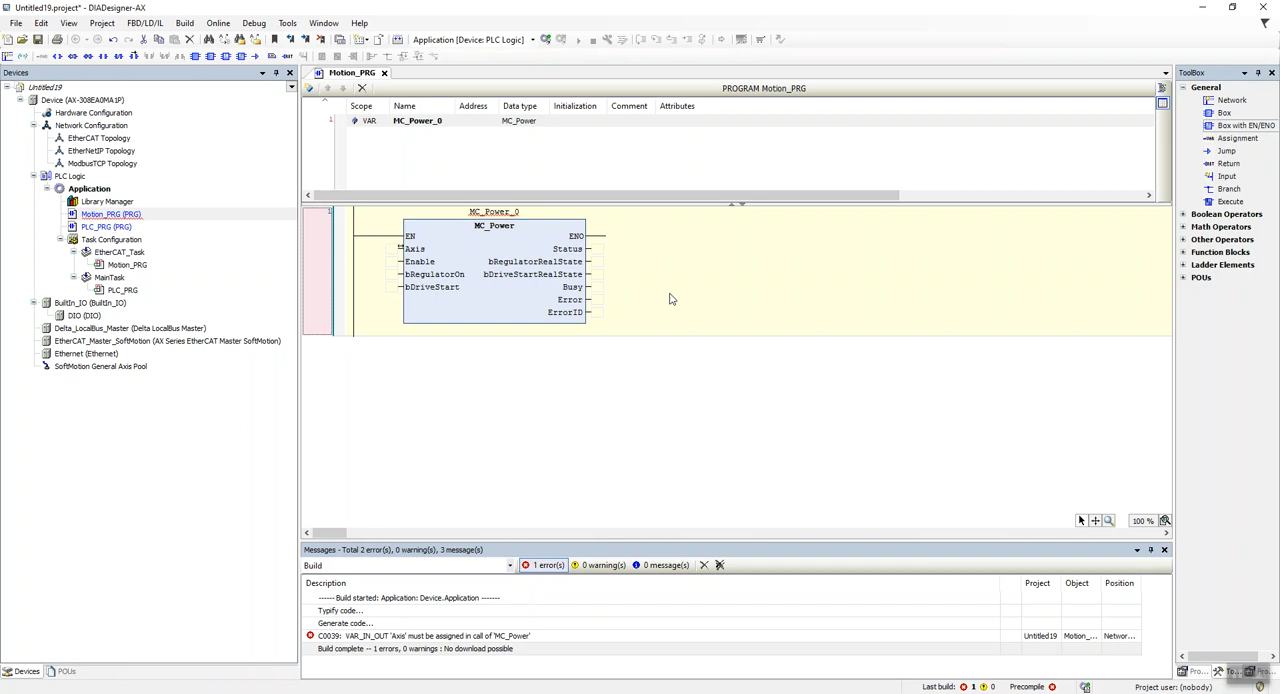 Untitled19.project* - DIADesigner-AX
File Edit View Project FBD/LD/IL Build Online Debug Tools Window Help
Application [Device: PLC Logic]
Devices
Untitled19
Device (AX-308EA0MA1P)
Hardware Configuration
Network Configuration
EtherCAT Topology
EtherNetIP Topology
ModbusTCP Topology
PLC Logic
Application
Library Manager
Motion_PRG (PRG)
PLC_PRG (PRG)
Task Configuration
EtherCAT_Task
Motion_PRG
MainTask
PLC_PRG
BuiltIn_IO (BuiltIn_IO)
DIO (DIO)
Delta_LocalBus_Master (Delta LocalBus Master)
EtherCAT_Master_SoftMotion (AX Series EtherCAT Master SoftMotion)
Ethernet (Ethernet)
SoftMotion General Axis Pool
Devices POUs
Motion_PRG
PROGRAM Motion_PRG
Scope Name Address Data type Initialization Comment Attributes
1 VAR MC_Power_0 MC_Power
1
MC_Power_0
MC_Power
EN ENO
Axis Status
Enable bRegulatorRealState
bRegulatorOn bDriveStartRealState
bDriveStart Busy
Error
ErrorID
100 %
Messages - Total 2 error(s), 0 warning(s), 3 message(s)
Build 1 error(s) 0 warning(s) 0 message(s)
Description Project Object Position
------ Build started: Application: Device.Application -------
Typify code...
Generate code...
C0039: VAR_IN_OUT 'Axis' must be assigned in call of 'MC_Power' Untitled19 Motion_... Networ...
Build complete -- 1 errors, 0 warnings : No download possible
ToolBox
General
Network
Box
Box with EN/ENO
Assignment
Jump
Return
Input
Branch
Execute
Boolean Operators
Math Operators
Other Operators
Function Blocks
Ladder Elements
POUs
Pro... To... Pro...
Last build: 1 0 Precompile Project user: (nobody)